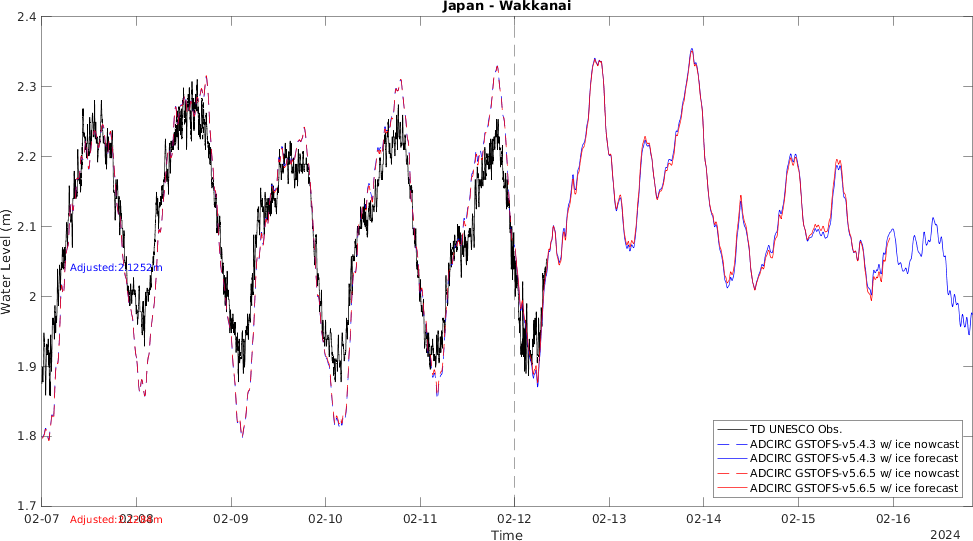 Japan - Wakkanai
2.4
2.3
2.2
2.1
2
1.9
1.8
1.7
Water Level (m)
Adjusted:2.1252m
02-07
02-08
02-09
02-10
02-11
02-12
02-13
02-14
02-15
02-16
Time
2024
TD UNESCO Obs.
ADCIRC GSTOFS-v5.4.3 w/ ice nowcast
ADCIRC GSTOFS-v5.4.3 w/ ice forecast
ADCIRC GSTOFS-v5.6.5 w/ ice nowcast
ADCIRC GSTOFS-v5.6.5 w/ ice forecast